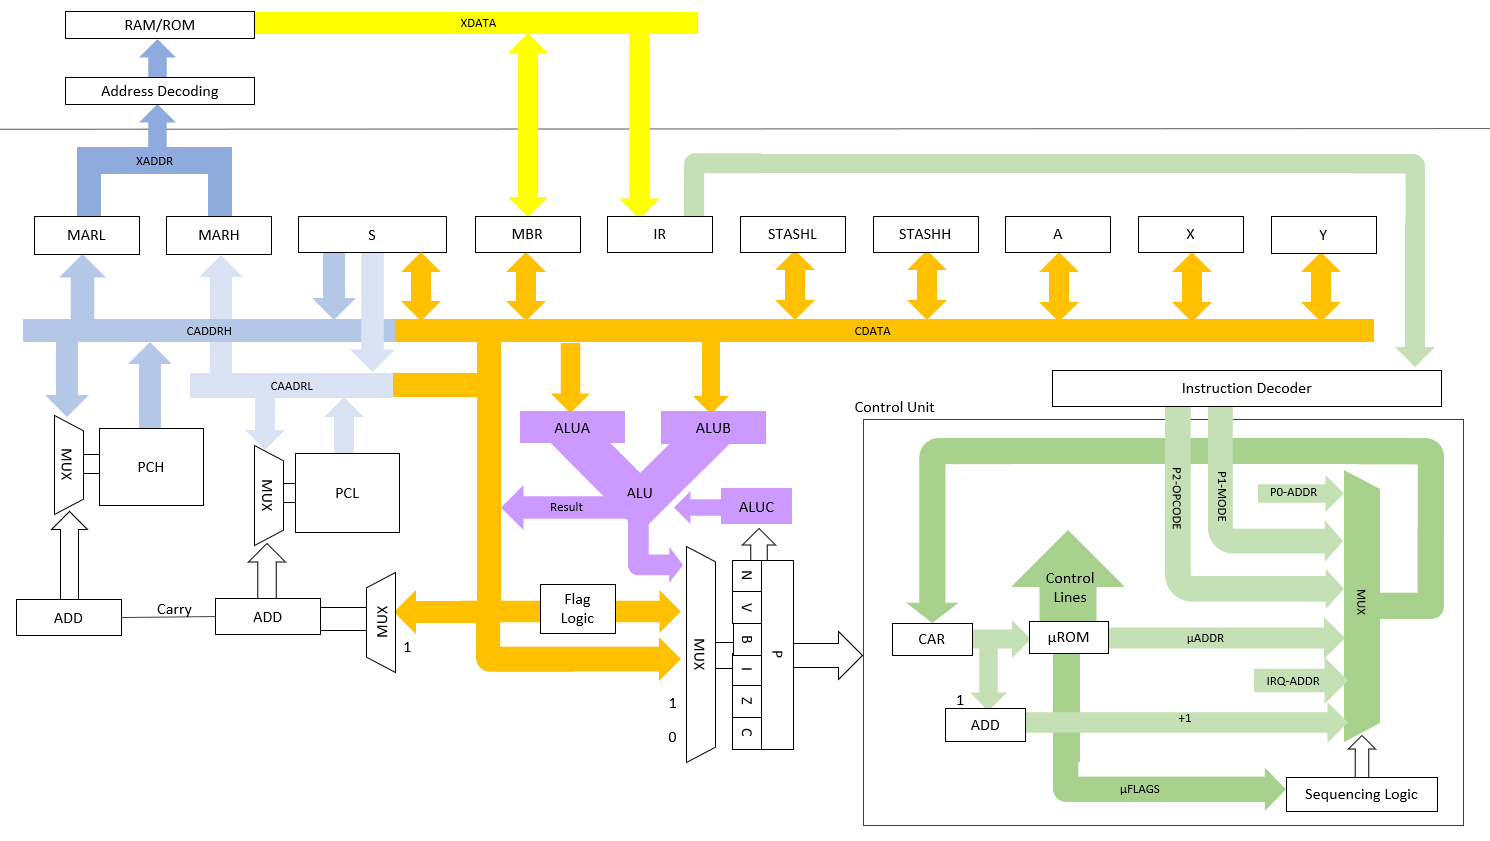 RAM/ROM
XDATA
Address Decoding
XADDR
MARL
MARH
S
MBR
IR
STASHL
STASHH
A
X
Y
CADDRH
CDATA
CAADRL
Instruction Decoder
Control Unit
ALUA
ALUB
MUX
PCH
MUX
PCL
ALU
Result
ALUC
P2-OPCODE
P1-MODE
P0-ADDR
Control
Lines
MUX
ADD
Carry
ADD
MUX
1
Flag
Logic
MUX
1
0
N
V
B
I
Z
C
P
CAR
µROM
µADDR
IRQ-ADDR
1
ADD
+1
µFLAGS
Sequencing Logic